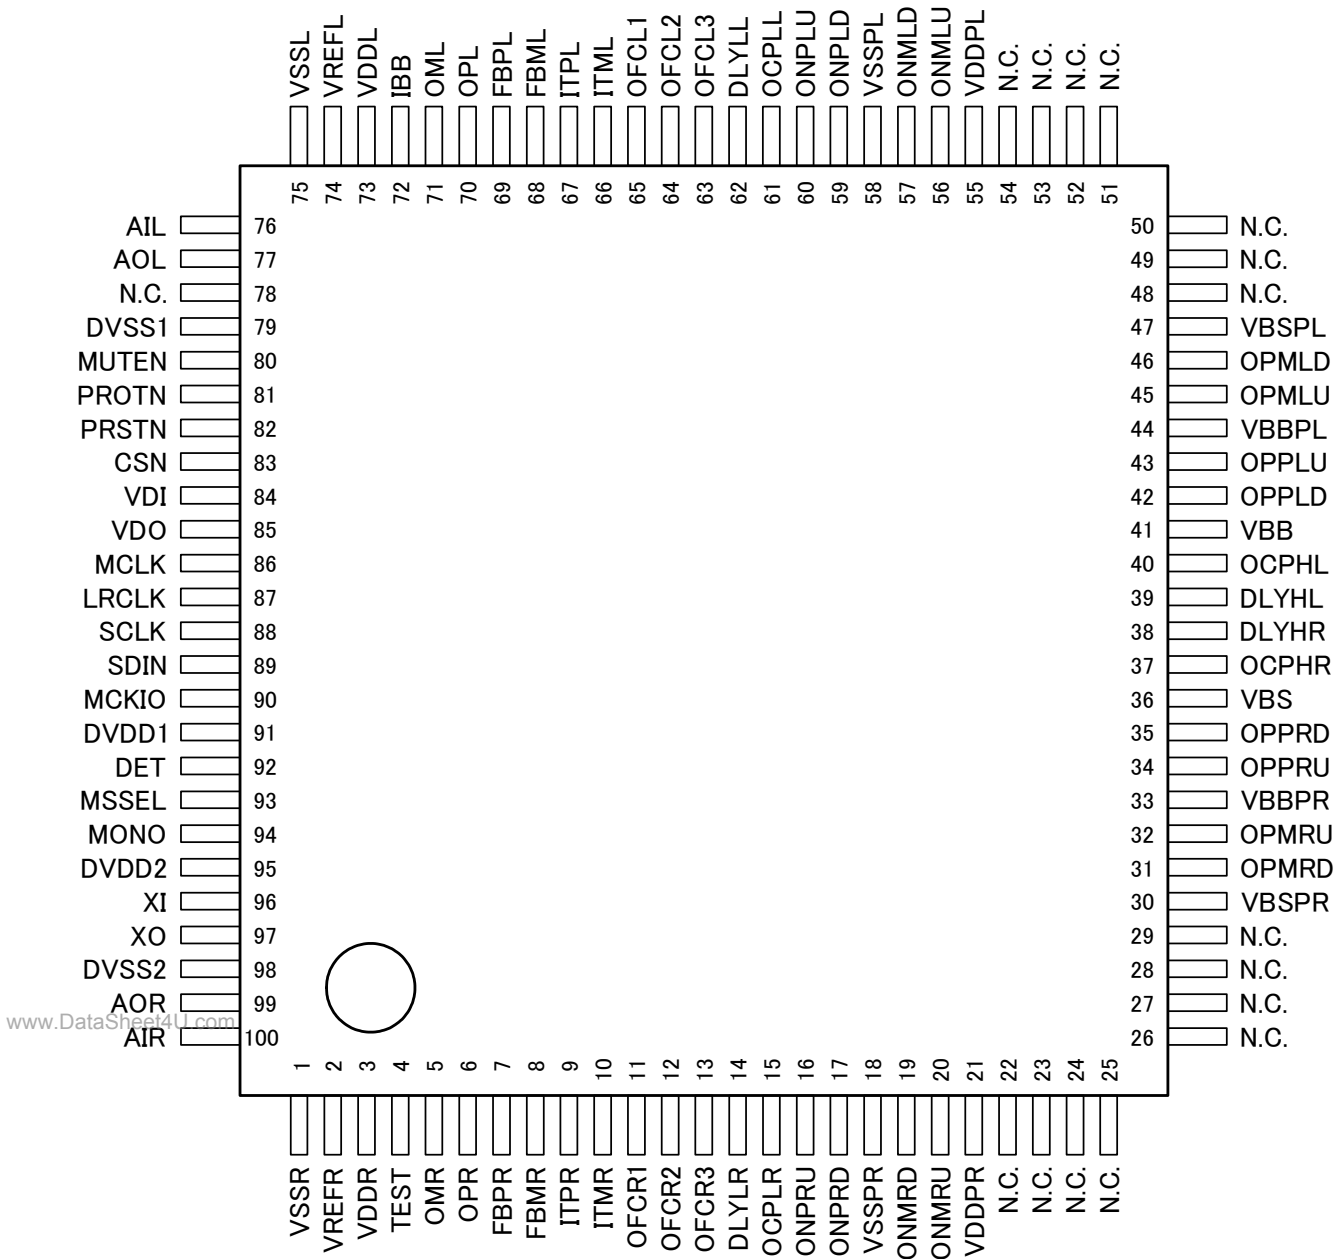 VSSL VREFL VDDL IBB OML OPL FBPL FBML ITPL ITML OFCL1 OFCL2 OFCL3 DLYLL OCPLL ONPLU ONPLD VSSPL ONMLD ONMLU VDDPL N.C. N.C. N.C. N.C.
75 74 73 72 71 70 69 68 67 66 65 64 63 62 61 60 59 58 57 56 55 54 53 52 51
AIL 76 50 N.C.
AOL 77 49 N.C.
N.C. 78 48 N.C.
DVSS1 79 47 VBSPL
MUTEN 80 46 OPMLD
PROTN 81 45 OPMLU
PRSTN 82 44 VBBPL
CSN 83 43 OPPLU
VDI 84 42 OPPLD
VDO 85 41 VBB
MCLK 86 40 OCPHL
LRCLK 87 39 DLYHL
SCLK 88 38 DLYHR
SDIN 89 37 OCPHR
MCKIO 90 36 VBS
DVDD1 91 35 OPPRD
DET 92 34 OPPRU
MSSEL 93 33 VBBPR
MONO 94 32 OPMRU
DVDD2 95 31 OPMRD
XI 96 30 VBSPR
XO 97 29 N.C.
DVSS2 98 28 N.C.
AOR 99 27 N.C.
www.DataSheet4U.com
AIR 100 26 N.C.
1 2 3 4 5 6 7 8 9 10 11 12 13 14 15 16 17 18 19 20 21 22 23 24 25
VSSR VREFR VDDR TEST OMR OPR FBPR FBMR ITPR ITMR OFCR1 OFCR2 OFCR3 DLYLR OCPLR ONPRU ONPRD VSSPR ONMRD ONMRU VDDPR N.C. N.C. N.C. N.C.